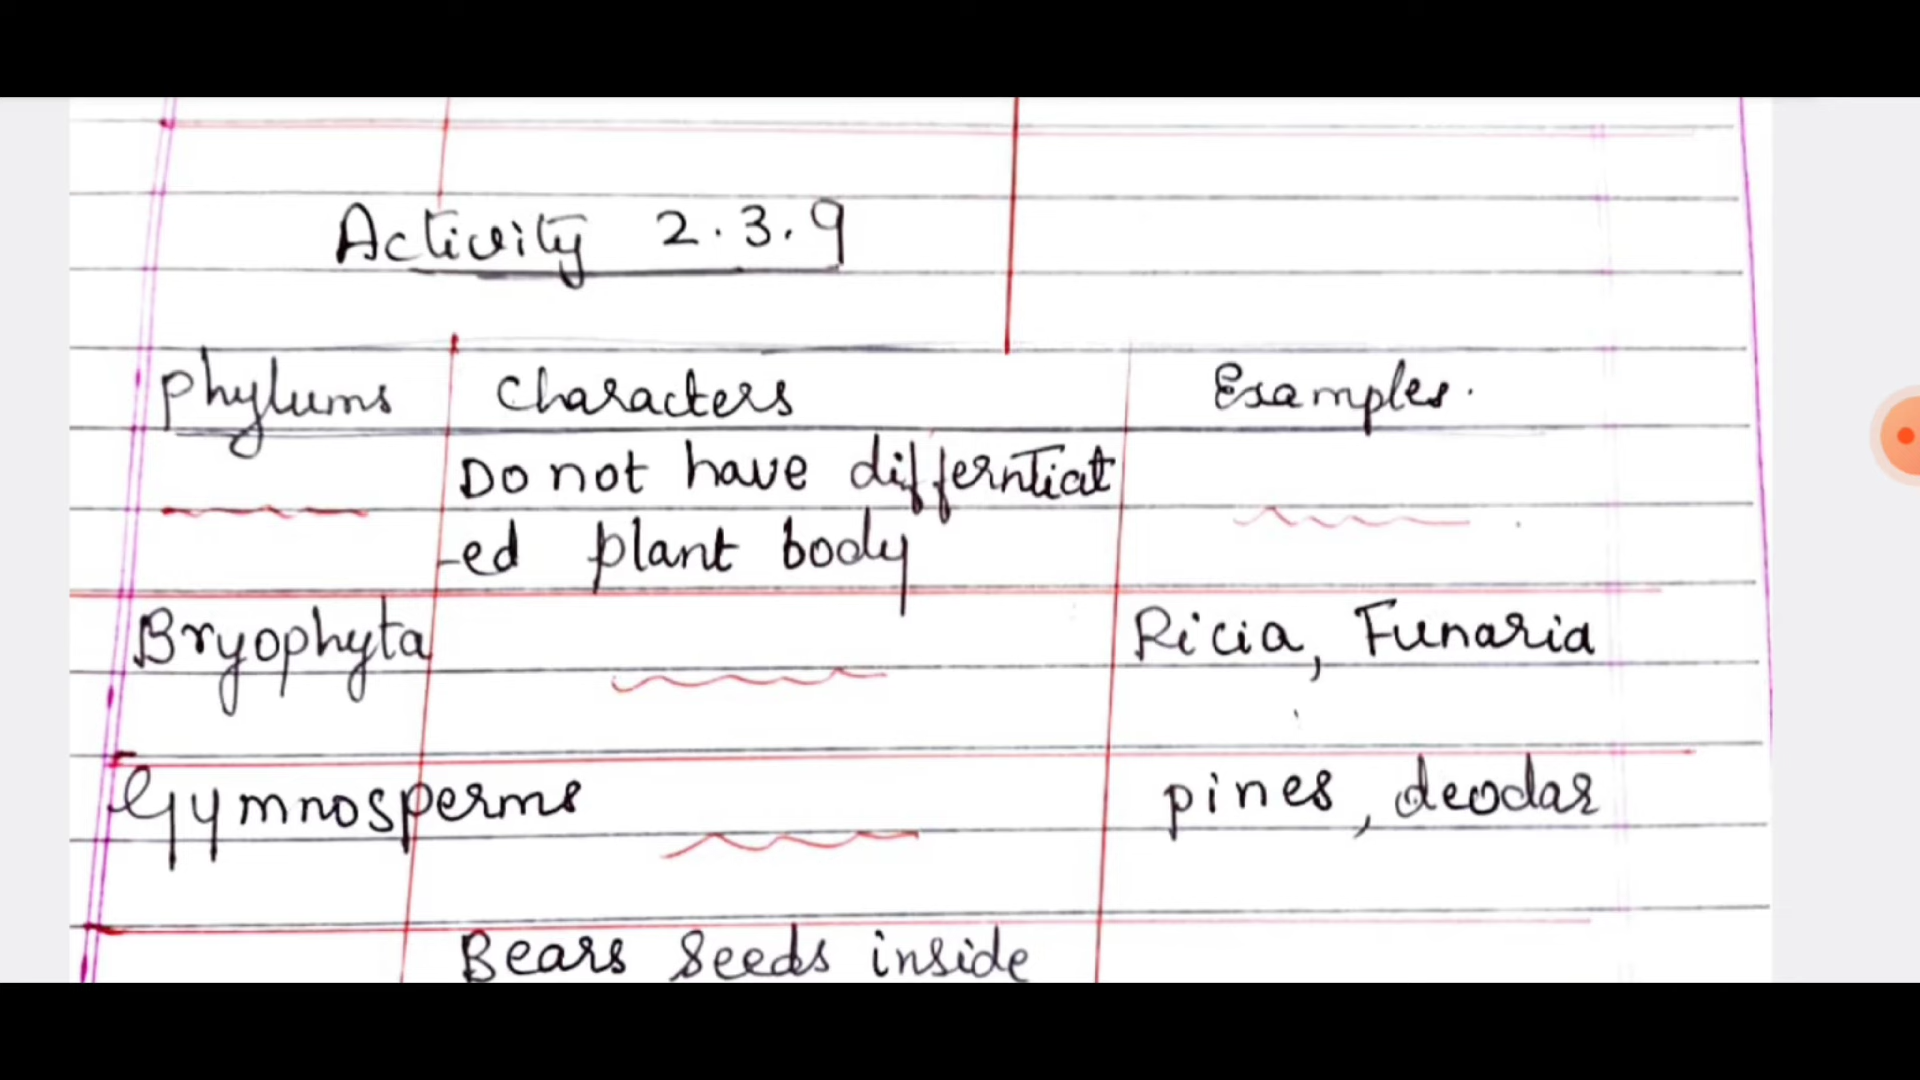 Activity 2.3.9
Phylums Characters Examples.
Do not have differntiat
-ed plant body
Bryophyta Ricia, Funaria
Gymnosperms pines, deodar
Bears seeds inside